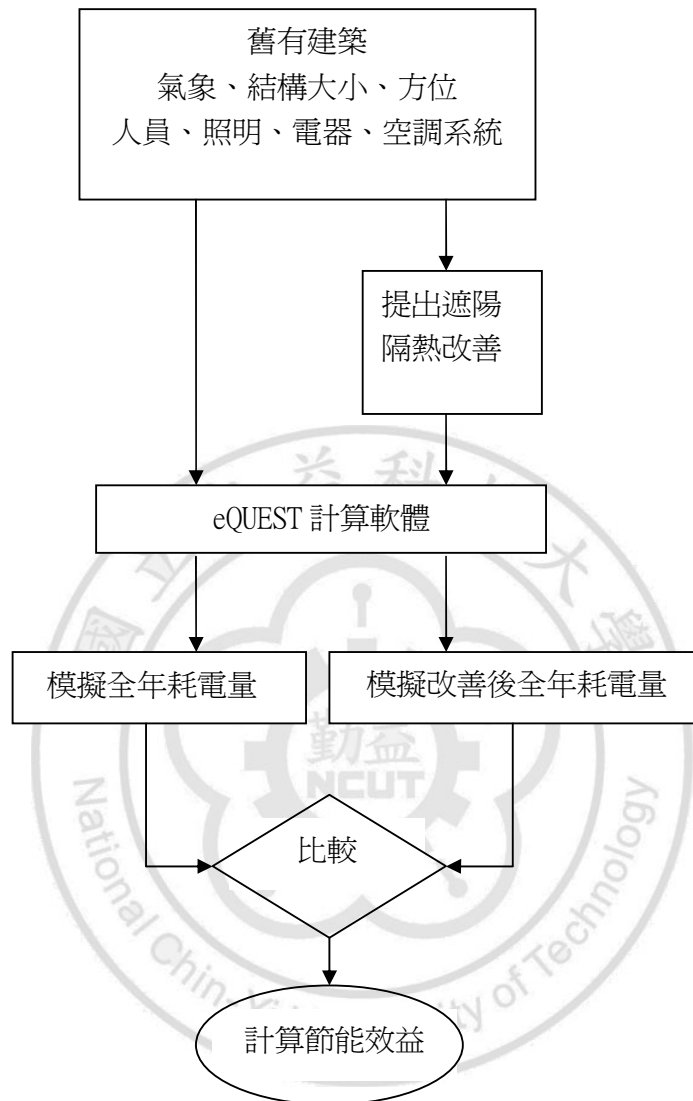 舊有建築
氣象、結構大小、方位
人員、照明、電器、空調系統
提出遮陽
隔熱改善
eQUEST 計算軟體
模擬全年耗電量
模擬改善後全年耗電量
比較
計算節能效益
勤益
NCUT